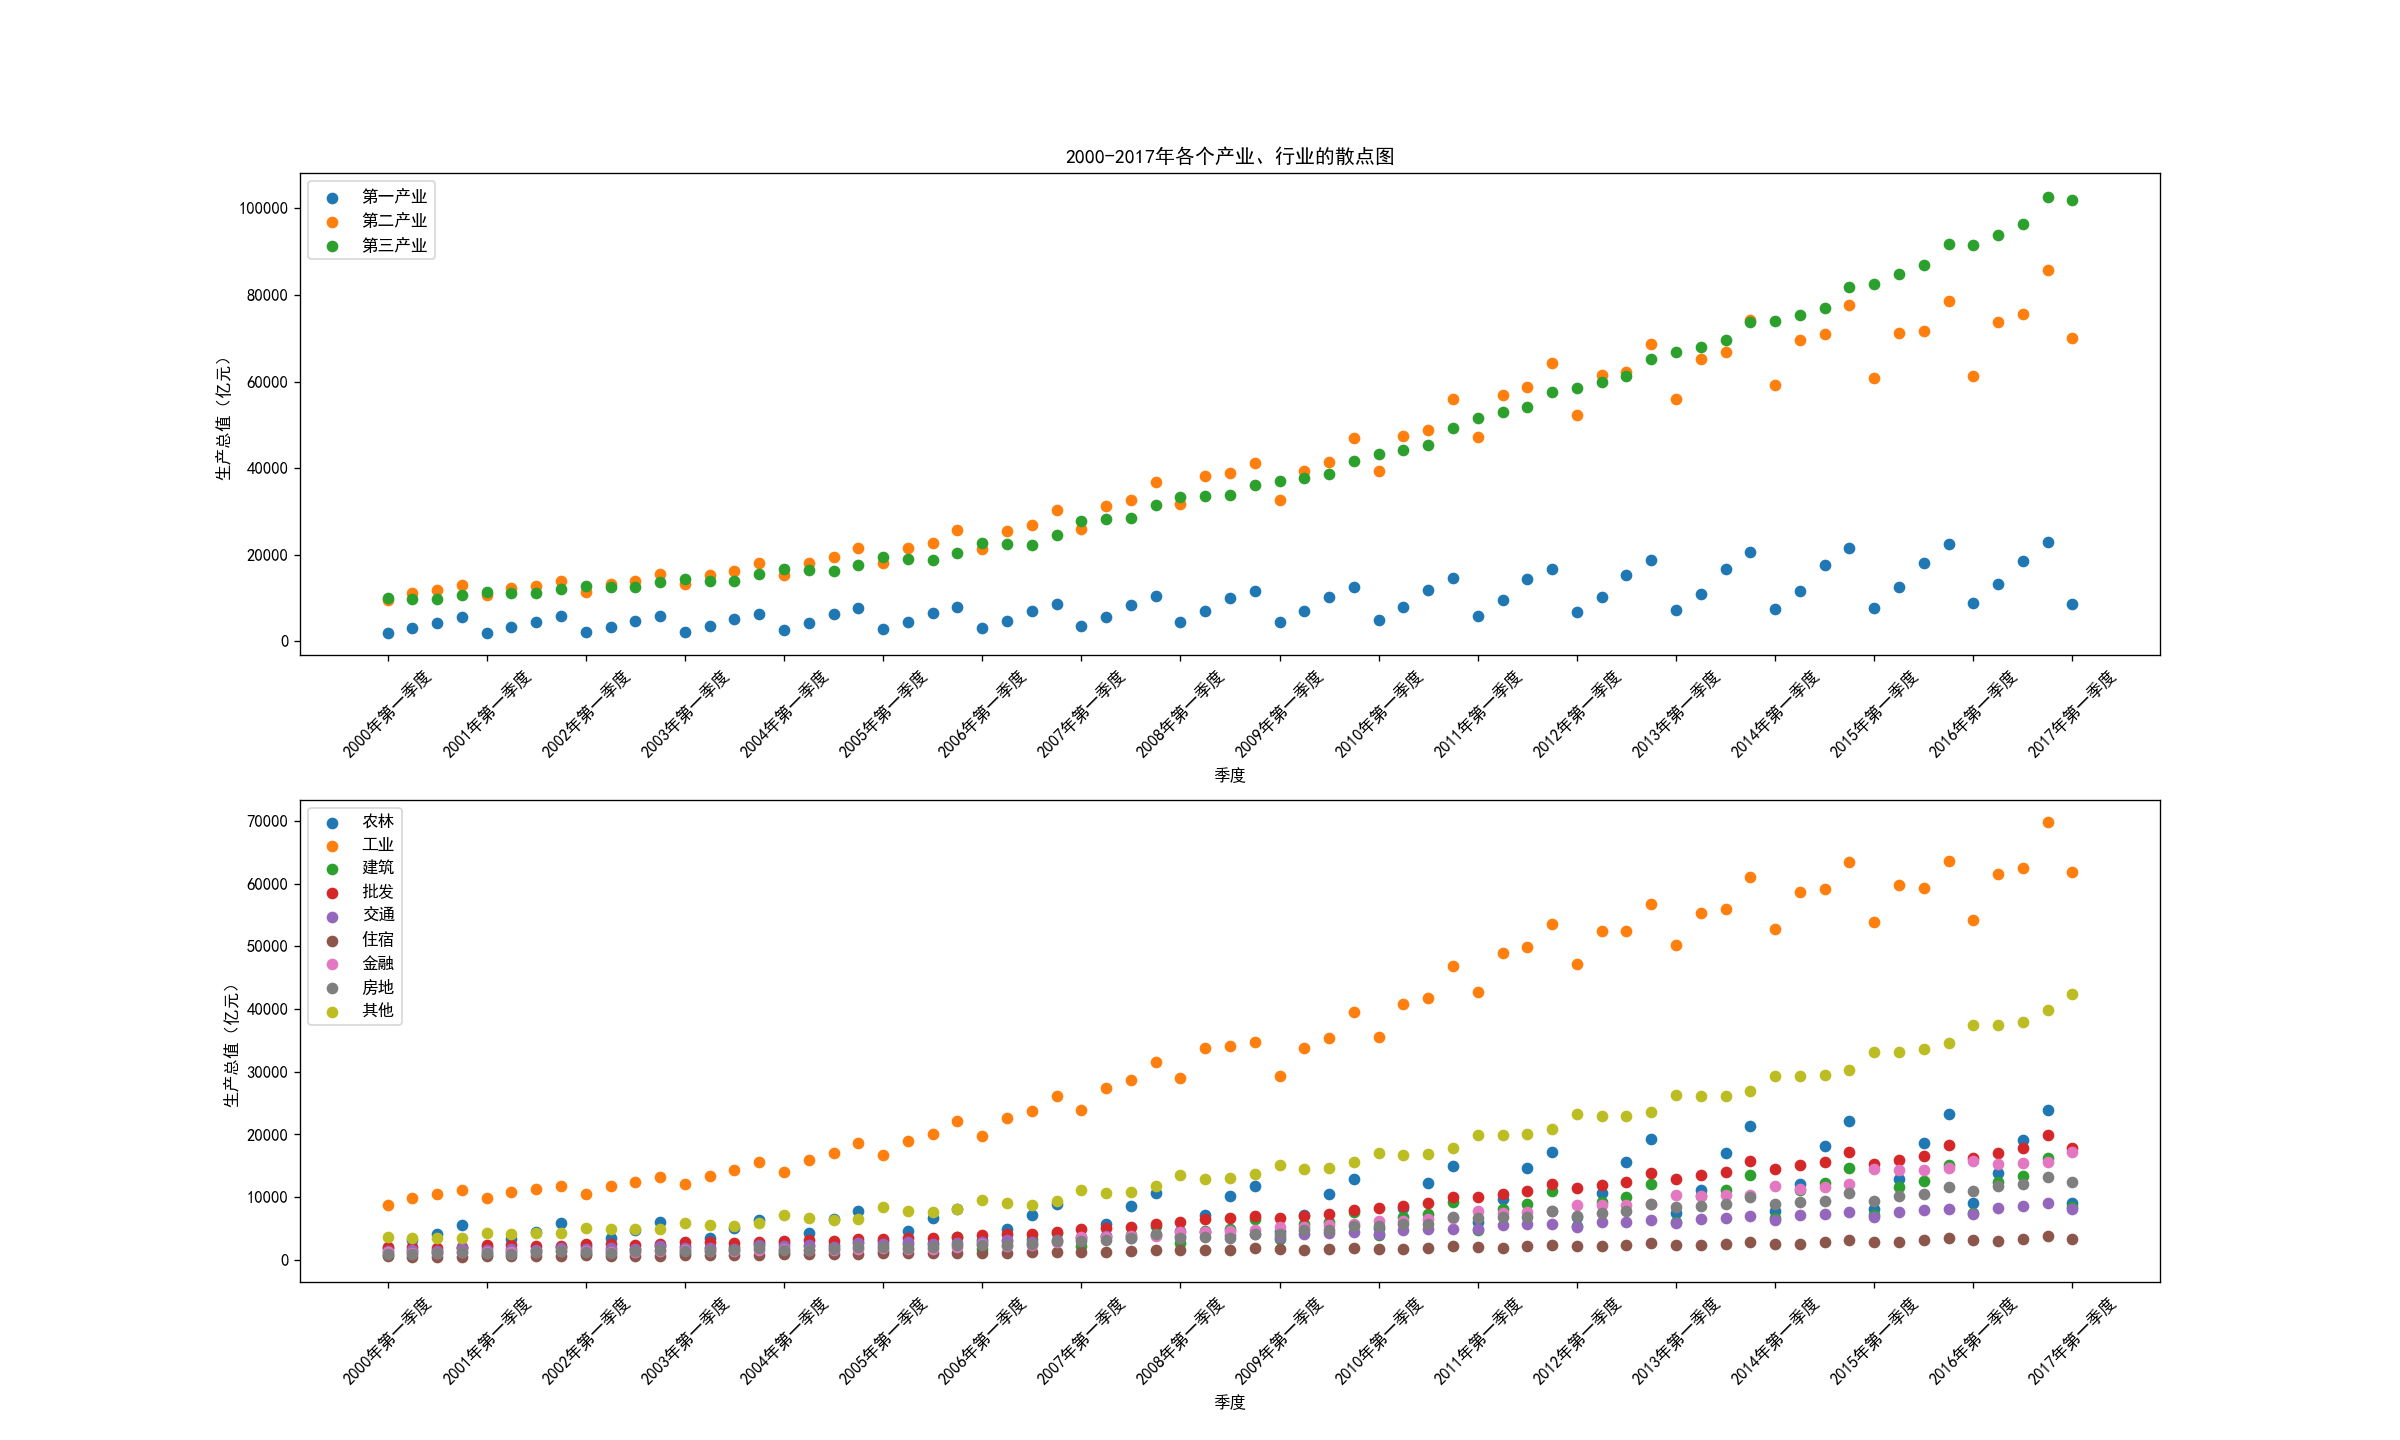 2000-2017年各个产业、行业的散点图
第一产业
第二产业
第三产业
生产总值（亿元）
100000
80000
60000
40000
20000
0
2000年第一季度
2001年第一季度
2002年第一季度
2003年第一季度
2004年第一季度
2005年第一季度
2006年第一季度
2007年第一季度
2008年第一季度
2009年第一季度
2010年第一季度
2011年第一季度
2012年第一季度
2013年第一季度
2014年第一季度
2015年第一季度
2016年第一季度
2017年第一季度
季度
农林
工业
建筑
批发
交通
住宿
金融
房地
其他
生产总值（亿元）
70000
60000
50000
40000
30000
20000
10000
0
2000年第一季度
2001年第一季度
2002年第一季度
2003年第一季度
2004年第一季度
2005年第一季度
2006年第一季度
2007年第一季度
2008年第一季度
2009年第一季度
2010年第一季度
2011年第一季度
2012年第一季度
2013年第一季度
2014年第一季度
2015年第一季度
2016年第一季度
2017年第一季度
季度